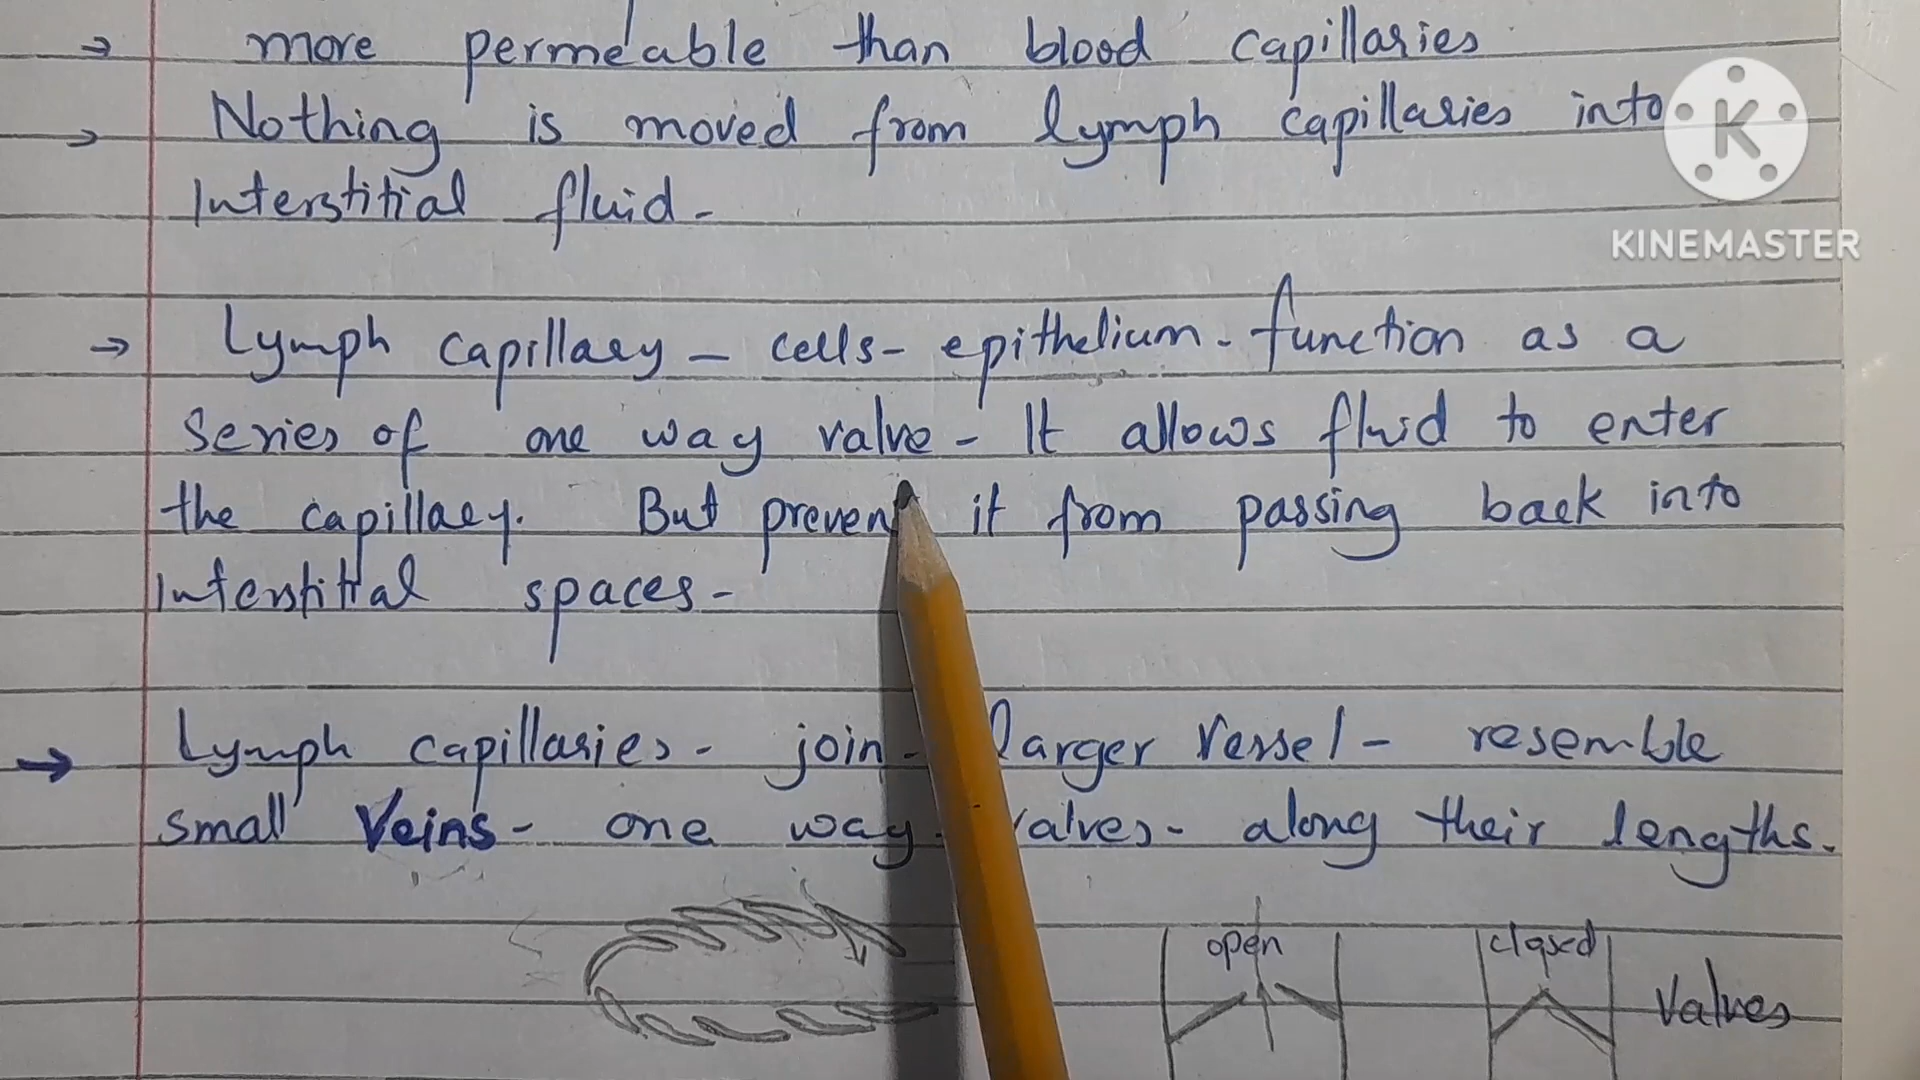 → more permeable than blood capillaries
→ Nothing is moved from lymph capillaries into
Interstitial fluid -
K
KINEMASTER
→ Lymph capillary - cells - epithelium - function as a
series of one way valve - It allows fluid to enter
the capillary. But prevent it from passing back into
Interstitial spaces -
→ Lymph capillaries - join - larger vessel - resemble
small Veins - one way valves - along their lengths.
open closed
Valves